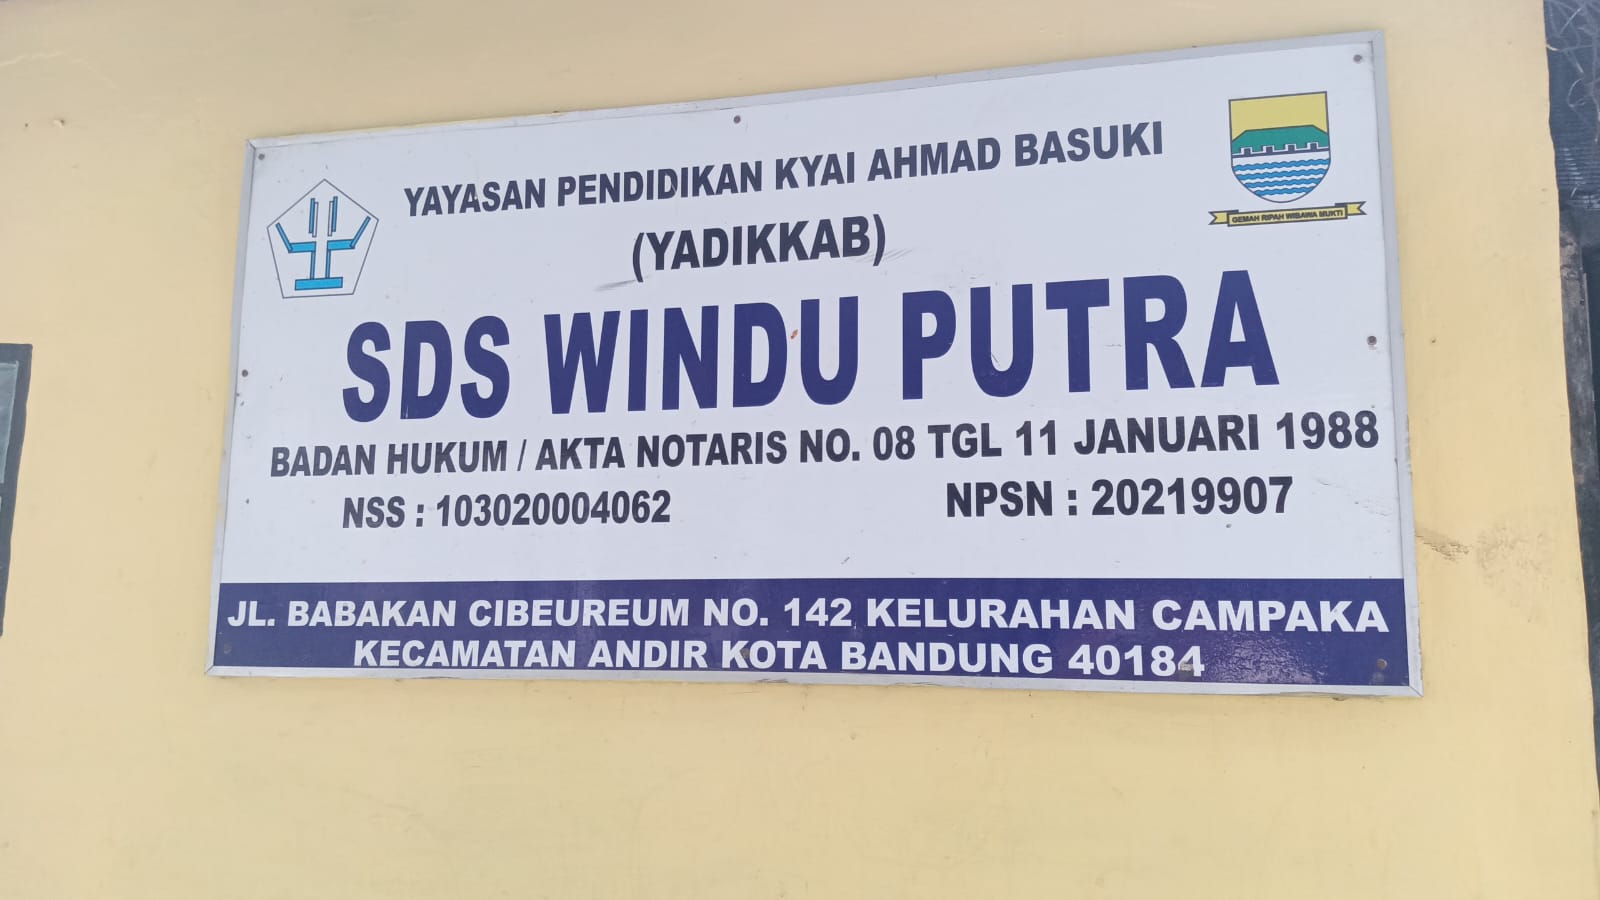 YAYASAN PENDIDIKAN KYAI AHMAD BASUKI
(YADIKKAB)
GEMAH RIPAH WIBAWA MUKTI
SDS WINDU PUTRA
BADAN HUKUM / AKTA NOTARIS NO. 08 TGL 11 JANUARI 1988
NSS : 103020004062 NPSN : 20219907
JL. BABAKAN CIBEUREUM NO. 142 KELURAHAN CAMPAKA
KECAMATAN ANDIR KOTA BANDUNG 40184